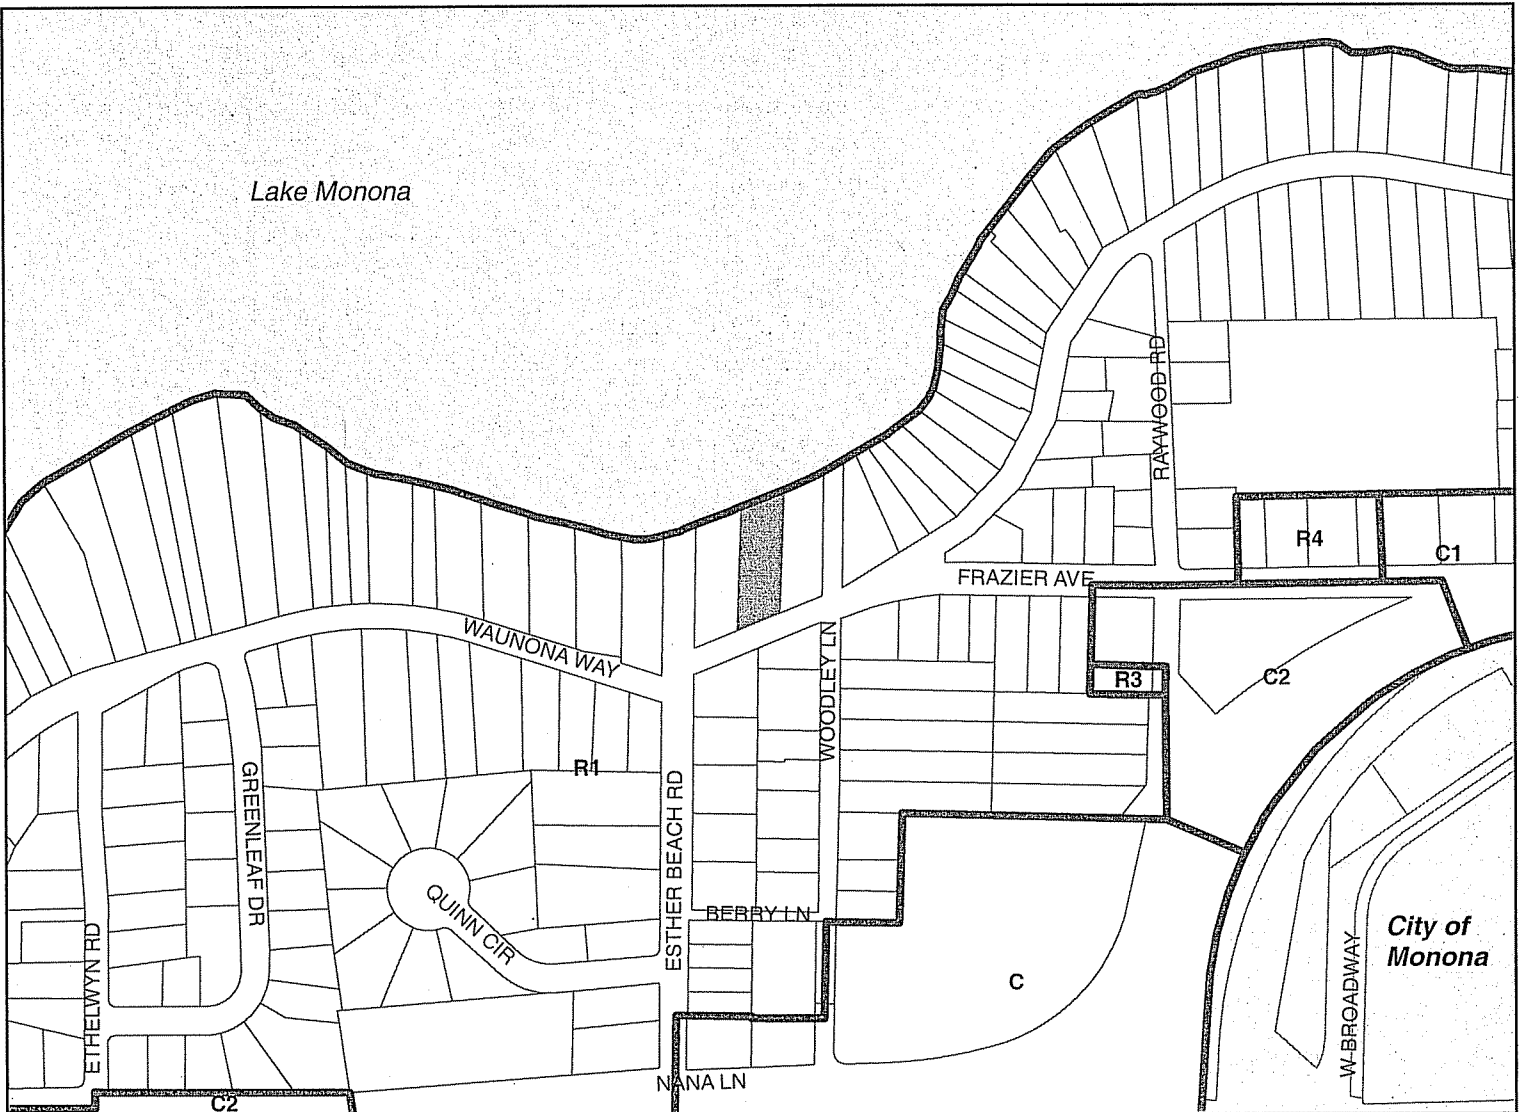 Lake Monona
RAYWOOD RD
R4
C1
FRAZIER AVE
WAUNONA WAY
WOODLEY LN
R3
C2
R1
GREENLEAF DR
ESTHER BEACH RD
QUINN CIR
BERRY LN
ETHELWYN RD
City of
Monona
W BROADWAY
C
NANA LN
C2